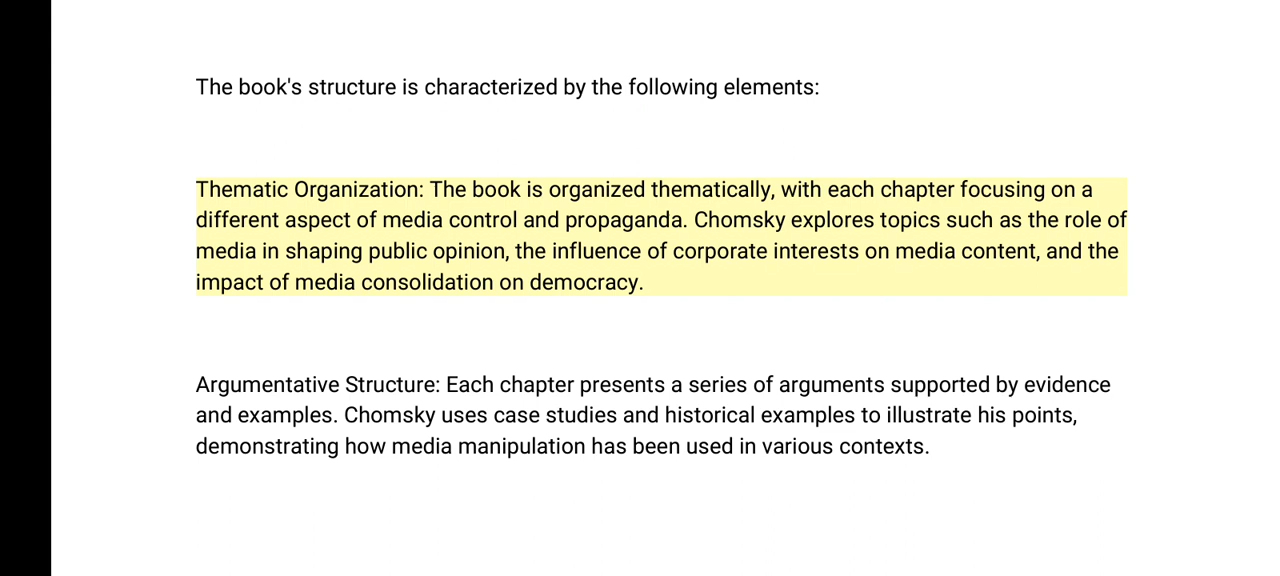 The book's structure is characterized by the following elements:
Thematic Organization: The book is organized thematically, with each chapter focusing on a
different aspect of media control and propaganda. Chomsky explores topics such as the role of
media in shaping public opinion, the influence of corporate interests on media content, and the
impact of media consolidation on democracy.
Argumentative Structure: Each chapter presents a series of arguments supported by evidence
and examples. Chomsky uses case studies and historical examples to illustrate his points,
demonstrating how media manipulation has been used in various contexts.